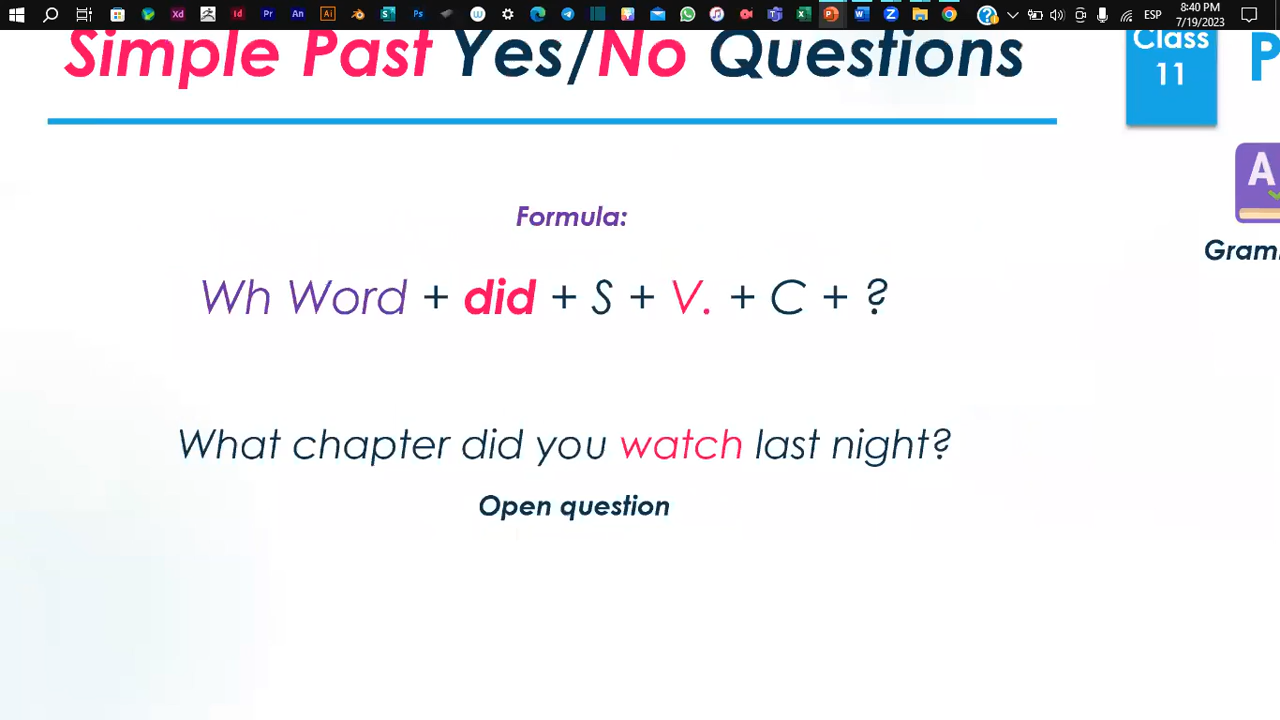 8:40 PM
ESP
7/19/2023
Simple Past Yes/No Questions
Class
11
Formula:
Wh Word + did + S + V. + C + ?
What chapter did you watch last night?
Open question